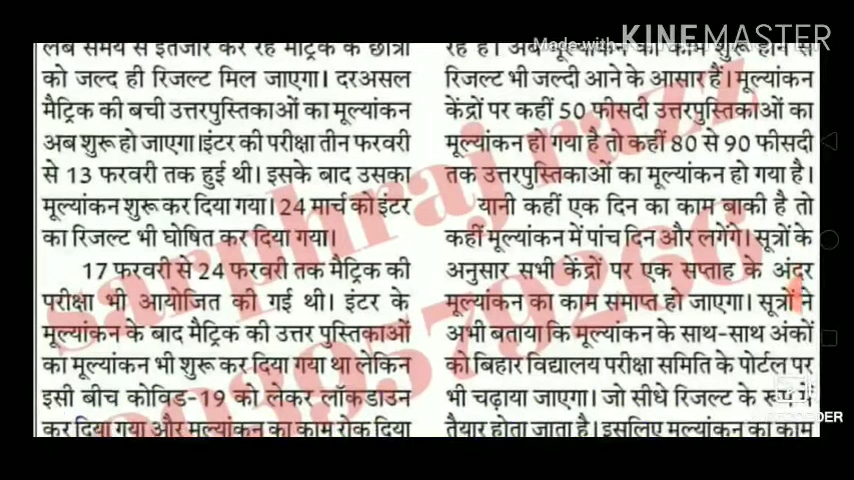 Made with KINEMASTER
लंबे समय से इंतजार कर रहे मैट्रिक के छात्रों
को जल्द ही रिजल्ट मिल जाएगा। दरअसल
मैट्रिक की बची उत्तरपुस्तिकाओं का मूल्यांकन
अब शुरू हो जाएगा।इंटर की परीक्षा तीन फरवरी
से 13 फरवरी तक हुई थी। इसके बाद उसका
मूल्यांकन शुरू कर दिया गया। 24 मार्च को इंटर
का रिजल्ट भी घोषित कर दिया गया।
17 फरवरी से 24 फरवरी तक मैट्रिक की
परीक्षा भी आयोजित की गई थी। इंटर के
मूल्यांकन के बाद मैट्रिक की उत्तर पुस्तिकाओं
का मूल्यांकन भी शुरू कर दिया गया था लेकिन
इसी बीच कोविड-19 को लेकर लॉकडाउन
कर दिया गया और मूल्यांकन का काम रोक दिया
रहे हैं। अब मूल्यांकन का काम शुरू होने से
रिजल्ट भी जल्दी आने के आसार हैं। मूल्यांकन
केंद्रों पर कहीं 50 फीसदी उत्तरपुस्तिकाओं का
मूल्यांकन हो गया है तो कहीं 80 से 90 फीसदी
तक उत्तरपुस्तिकाओं का मूल्यांकन हो गया है।
यानी कहीं एक दिन का काम बाकी है तो
कहीं मूल्यांकन में पांच दिन और लगेंगे। सूत्रों के
अनुसार सभी केंद्रों पर एक सप्ताह के अंदर
मूल्यांकन का काम समाप्त हो जाएगा। सूत्रों ने
अभी बताया कि मूल्यांकन के साथ-साथ अंकों
को बिहार विद्यालय परीक्षा समिति के पोर्टल पर
भी चढ़ाया जाएगा। जो सीधे रिजल्ट के रूप में
तैयार होता जाता है। इसलिए मूल्यांकन का काम
sarphraj razz